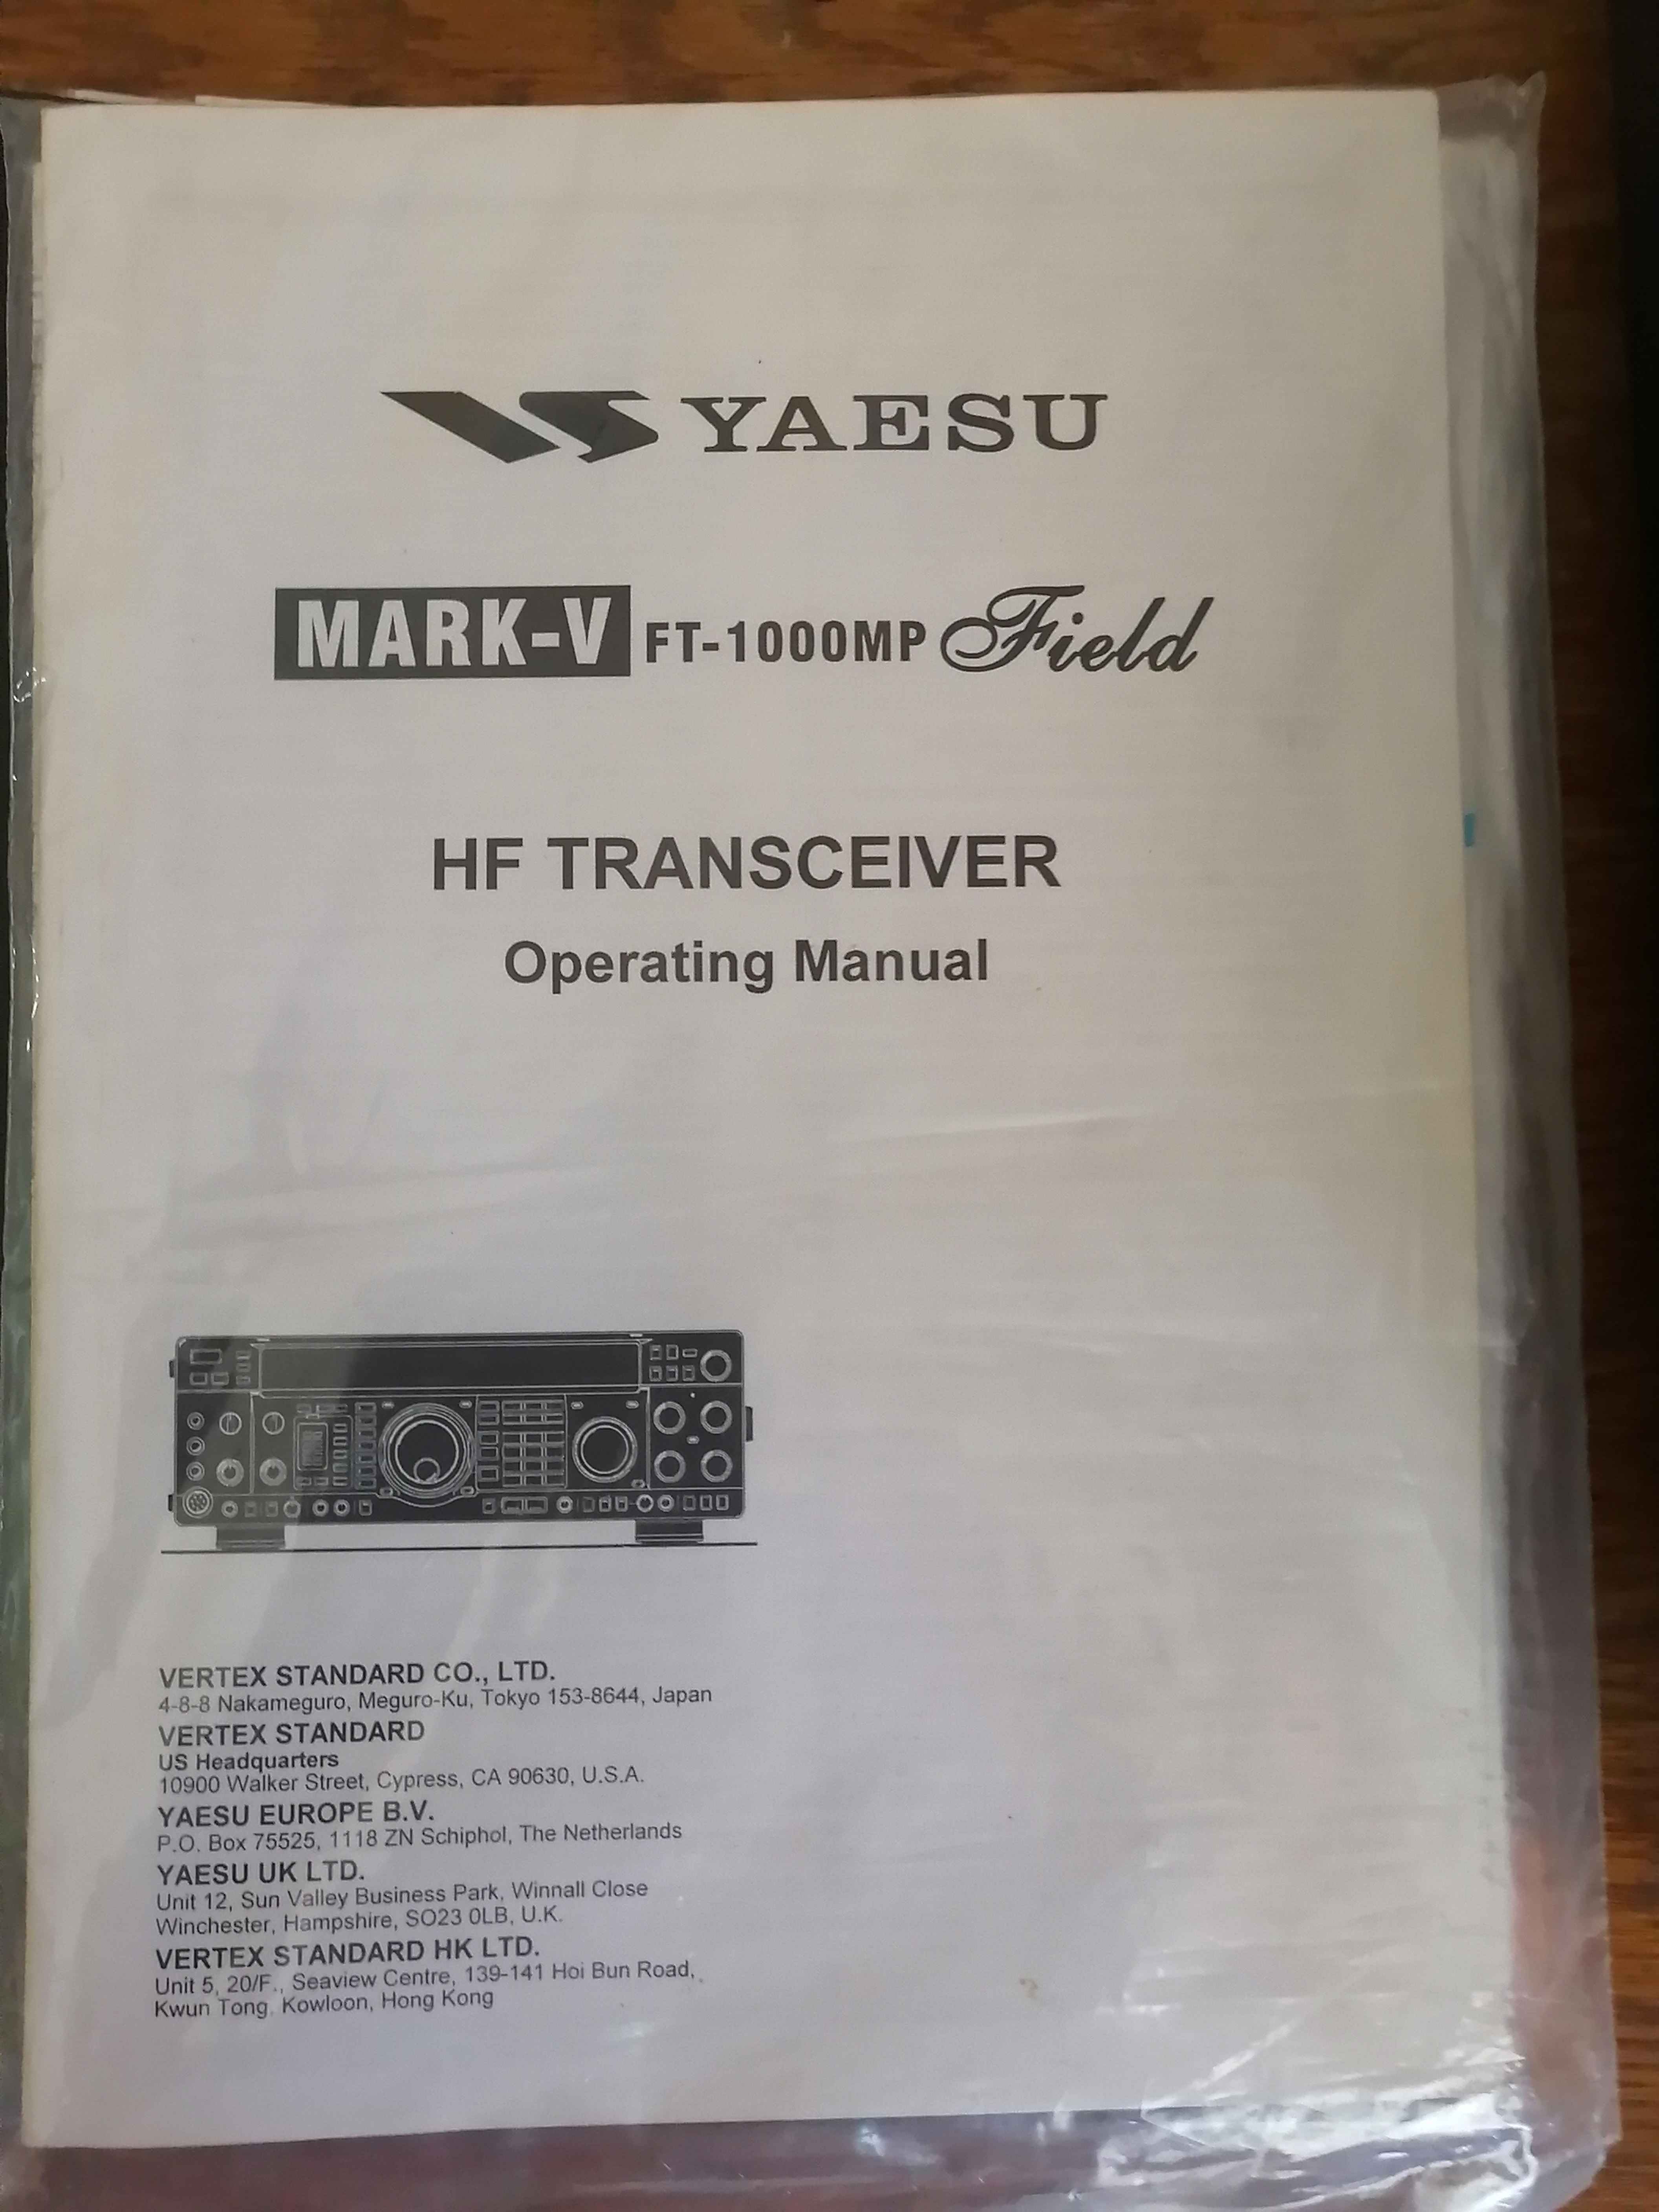 YAESU
MARK-V FT-1000MP Field
HF TRANSCEIVER
Operating Manual
VERTEX STANDARD CO., LTD.
4-8-8 Nakameguro, Meguro-Ku, Tokyo 153-8644, Japan
VERTEX STANDARD
US Headquarters
10900 Walker Street, Cypress, CA 90630, U.S.A.
YAESU EUROPE B.V.
P.O. Box 75525, 1118 ZN Schiphol, The Netherlands
YAESU UK LTD.
Unit 12, Sun Valley Business Park, Winnall Close
Winchester, Hampshire, SO23 0LB, U.K.
VERTEX STANDARD HK LTD.
Unit 5, 20/F., Seaview Centre, 139-141 Hoi Bun Road,
Kwun Tong, Kowloon, Hong Kong